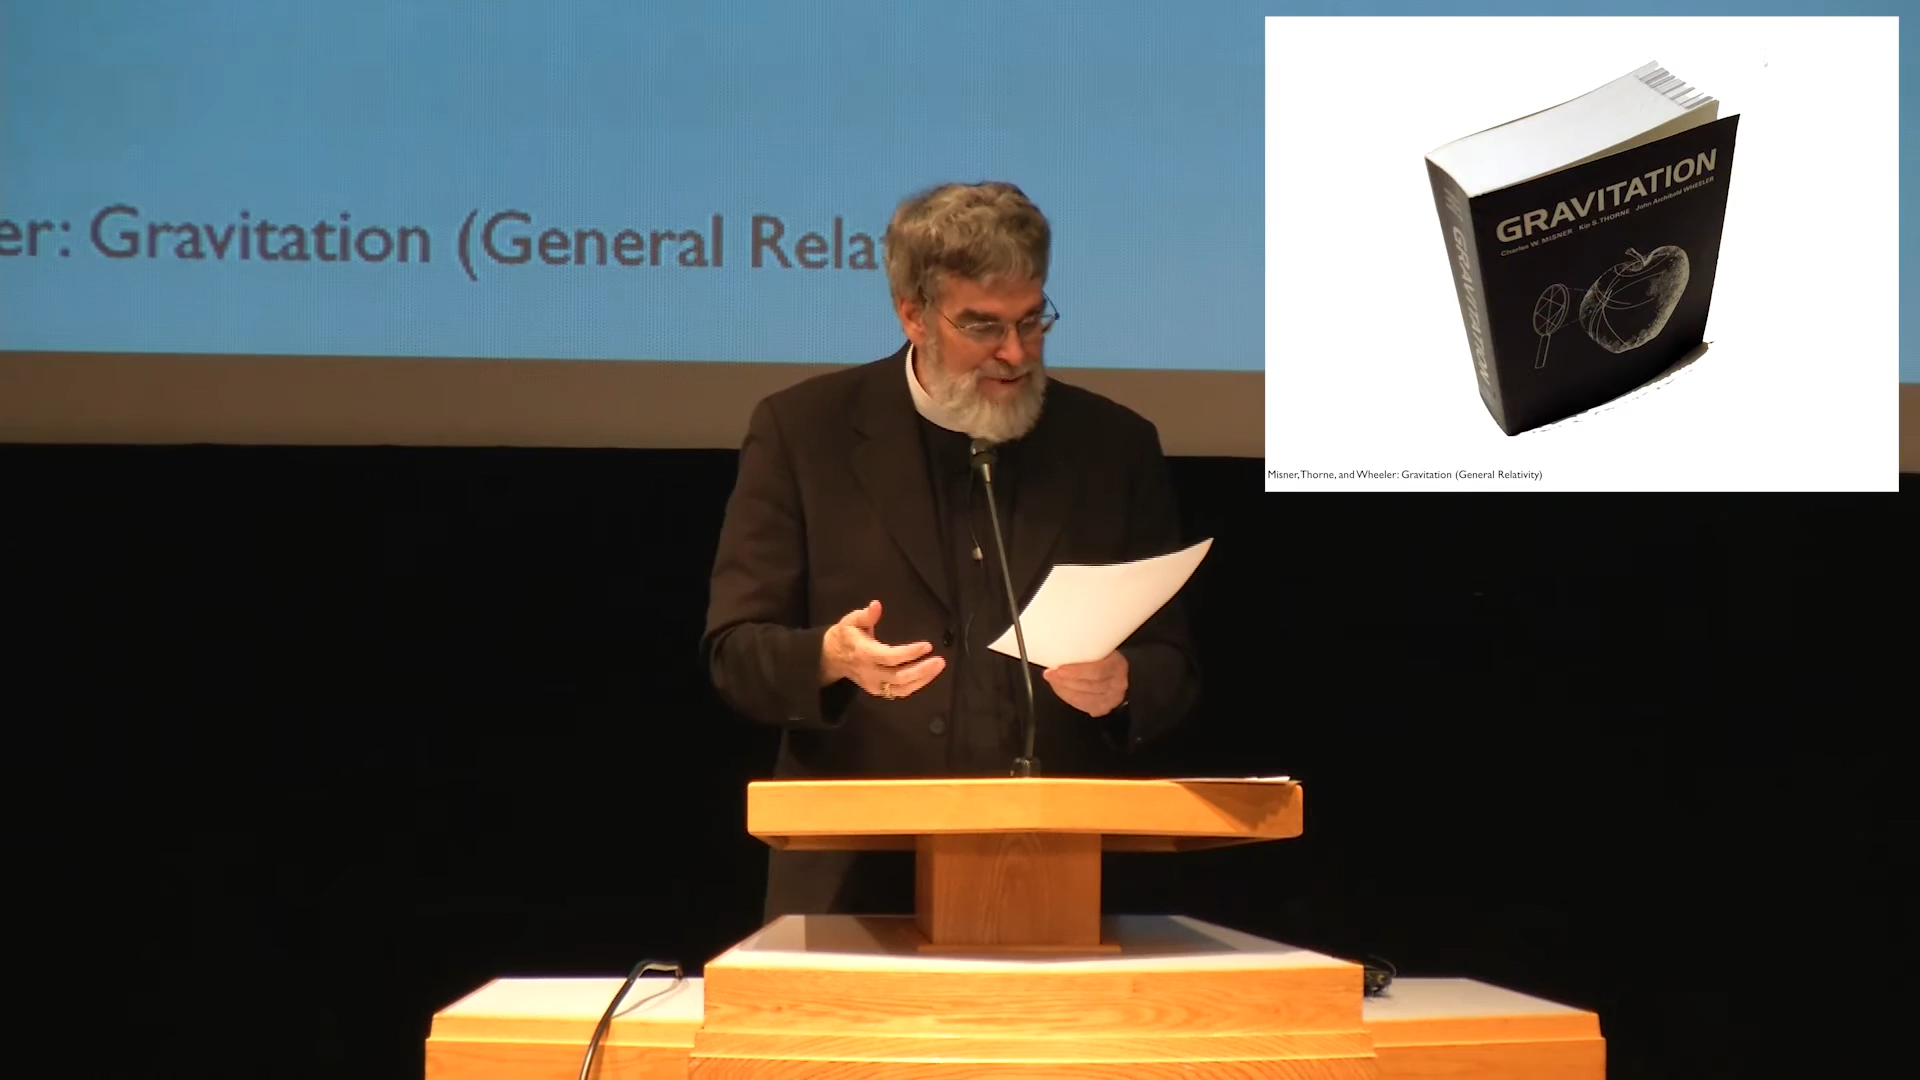 er: Gravitation (General Rela
GRAVITATION
Charles W. MISNER Kip S. THORNE John Archibald WHEELER
GRAVITATION
Misner, Thorne, and Wheeler: Gravitation (General Relativity)